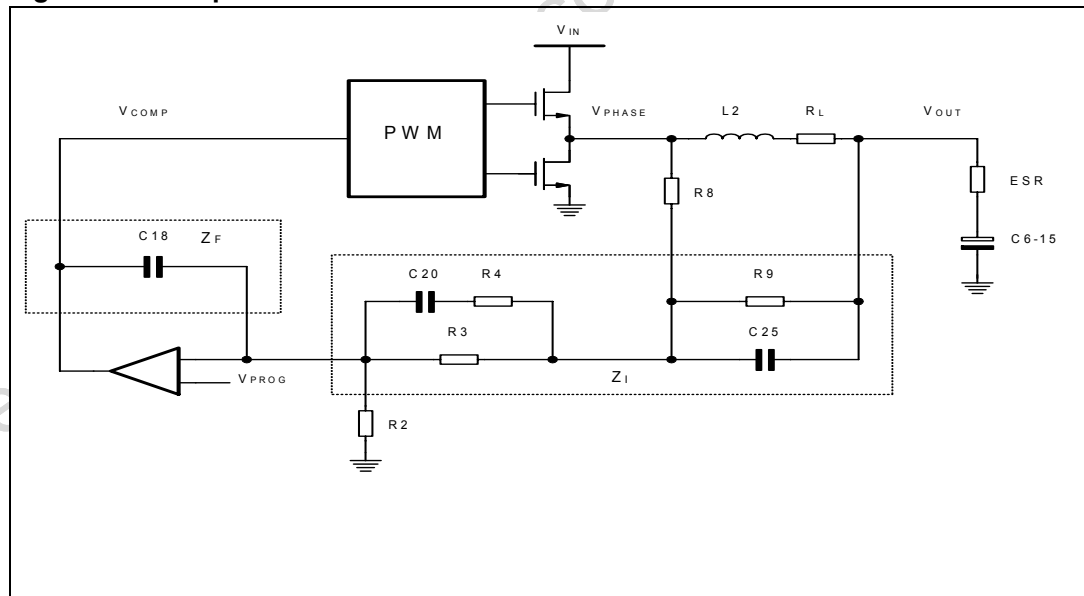 VIN
VCOMP
PWM
VPHASE
L2
RL
VOUT
R8
ESR
C18
ZF
C6-15
C20
R4
R9
R3
C25
ZI
VPROG
R2